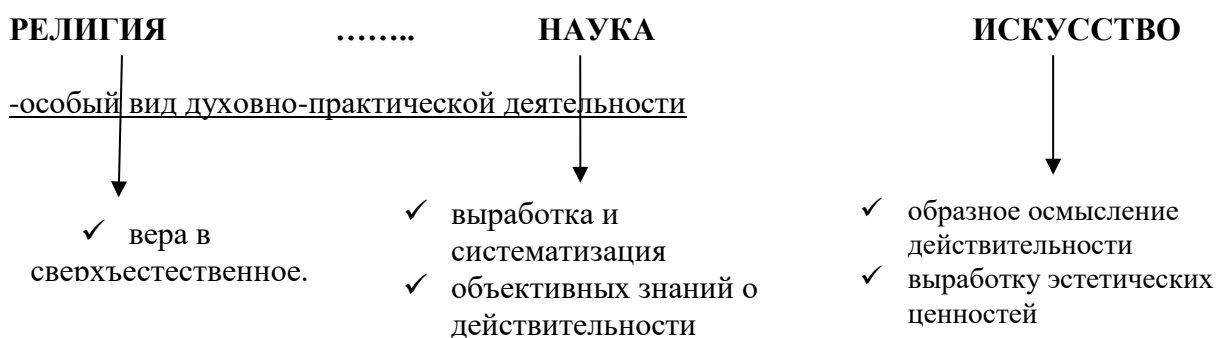 РЕЛИГИЯ …….. НАУКА ИСКУССТВО
-особый вид духовно-практической деятельности
✓ вера в
сверхъестественное.
✓ выработка и
систематизация
✓ объективных знаний о
действительности
✓ образное осмысление
действительности
✓ выработку эстетических
ценностей